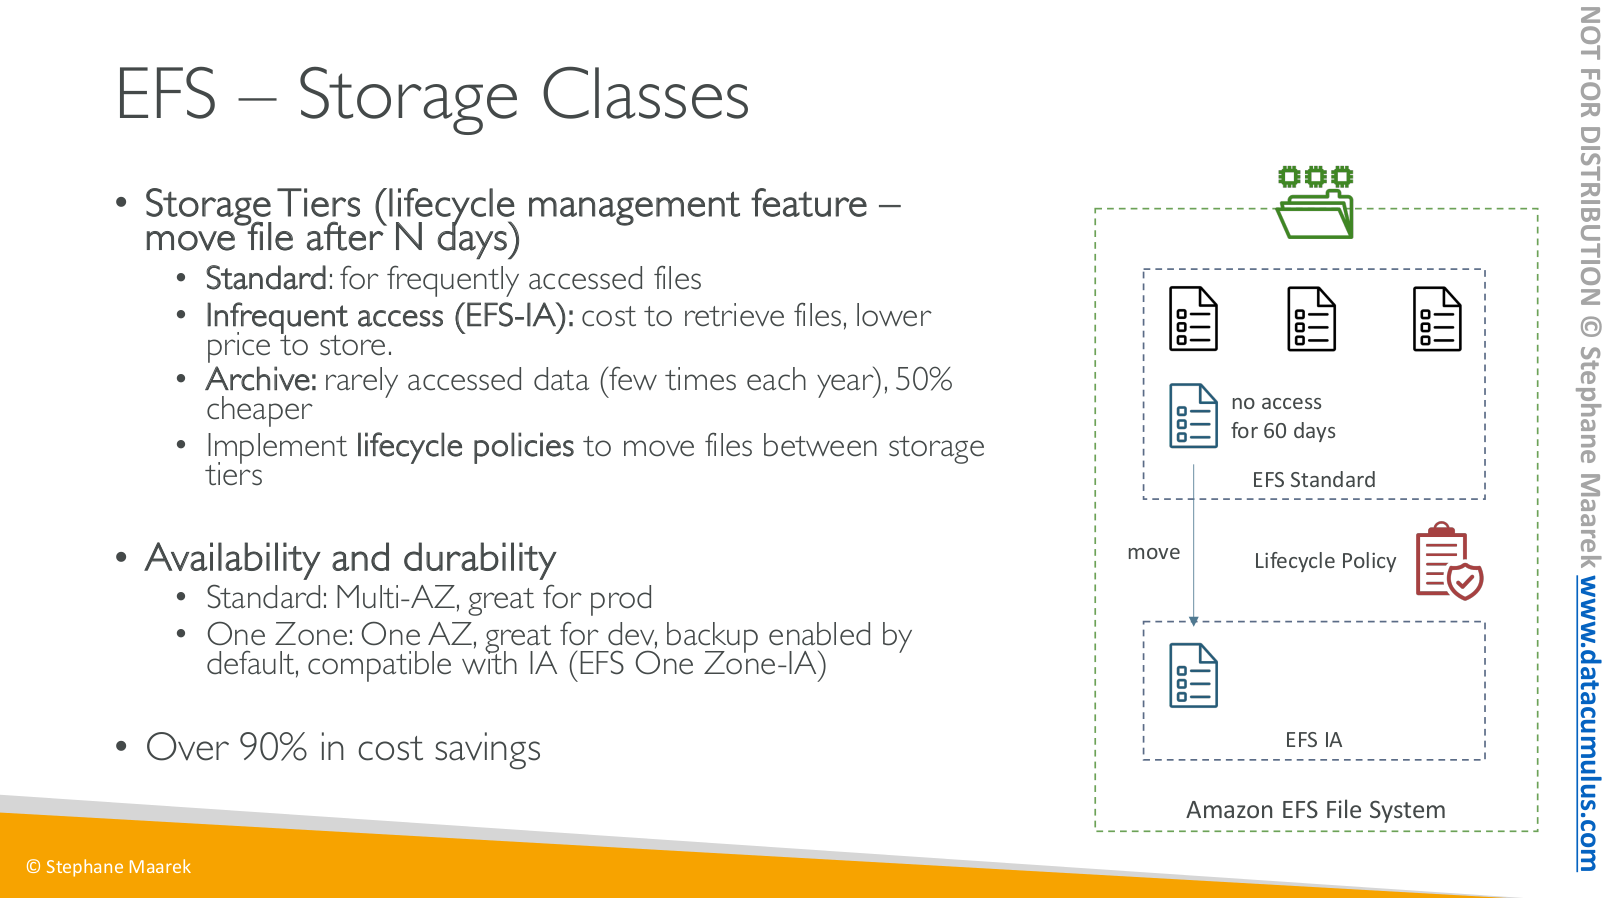 EFS – Storage Classes
• Storage Tiers (lifecycle management feature –
move file after N days)
• Standard: for frequently accessed files
• Infrequent access (EFS-IA): cost to retrieve files, lower
price to store.
• Archive: rarely accessed data (few times each year), 50%
cheaper
• Implement lifecycle policies to move files between storage
tiers
• Availability and durability
• Standard: Multi-AZ, great for prod
• One Zone: One AZ, great for dev, backup enabled by
default, compatible with IA (EFS One Zone-IA)
• Over 90% in cost savings
no access
for 60 days
EFS Standard
move
Lifecycle Policy
EFS IA
Amazon EFS File System
© Stephane Maarek
NOT FOR DISTRIBUTION © Stephane Maarek www.datacumulus.com